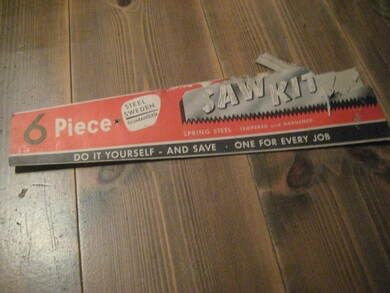 6 Piece
STEEL
SWEDEN
SAW KIT
SPRING STEEL TEMPERED AND HARDENED
DO IT YOURSELF - AND SAVE · ONE FOR EVERY JOB